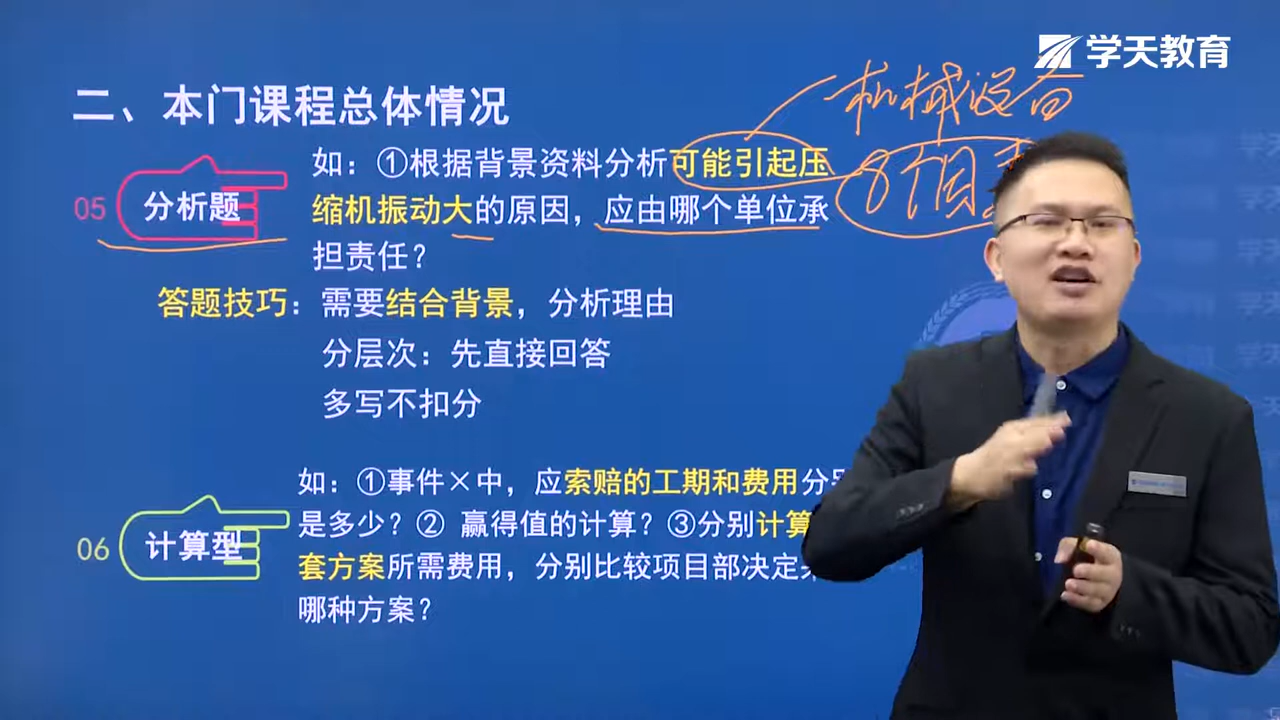 学天教育
机械设备
二、本门课程总体情况
如：①根据背景资料分析可能引起压
8个因
05 分析题
缩机振动大的原因，应由哪个单位承
担责任？
答题技巧：需要结合背景，分析理由
分层次：先直接回答
多写不扣分
如：①事件×中，应索赔的工期和费用分别
是多少？② 赢得值的计算？③分别计算
06 计算型
套方案所需费用，分别比较项目部决定采
哪种方案？